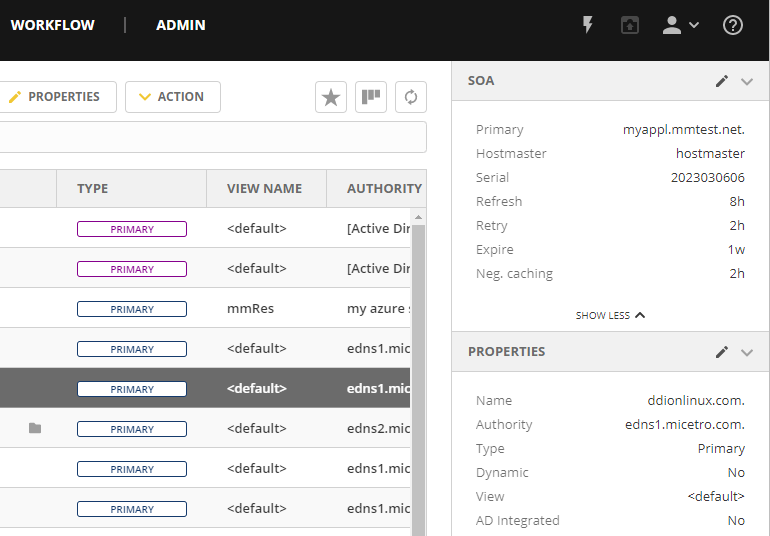 WORKFLOW | ADMIN
PROPERTIES ACTION
TYPE VIEW NAME AUTHORITY
PRIMARY <default> [Active Dir
PRIMARY <default> [Active Dir
PRIMARY mmRes my azure s
PRIMARY <default> edns1.mic
PRIMARY <default> edns1.mic
PRIMARY <default> edns2.mic
PRIMARY <default> edns1.mic
PRIMARY <default> edns1.mic
SOA
Primary myappl.mmtest.net.
Hostmaster hostmaster
Serial 2023030606
Refresh 8h
Retry 2h
Expire 1w
Neg. caching 2h
SHOW LESS
PROPERTIES
Name ddionlinux.com.
Authority edns1.micetro.com.
Type Primary
Dynamic No
View <default>
AD Integrated No